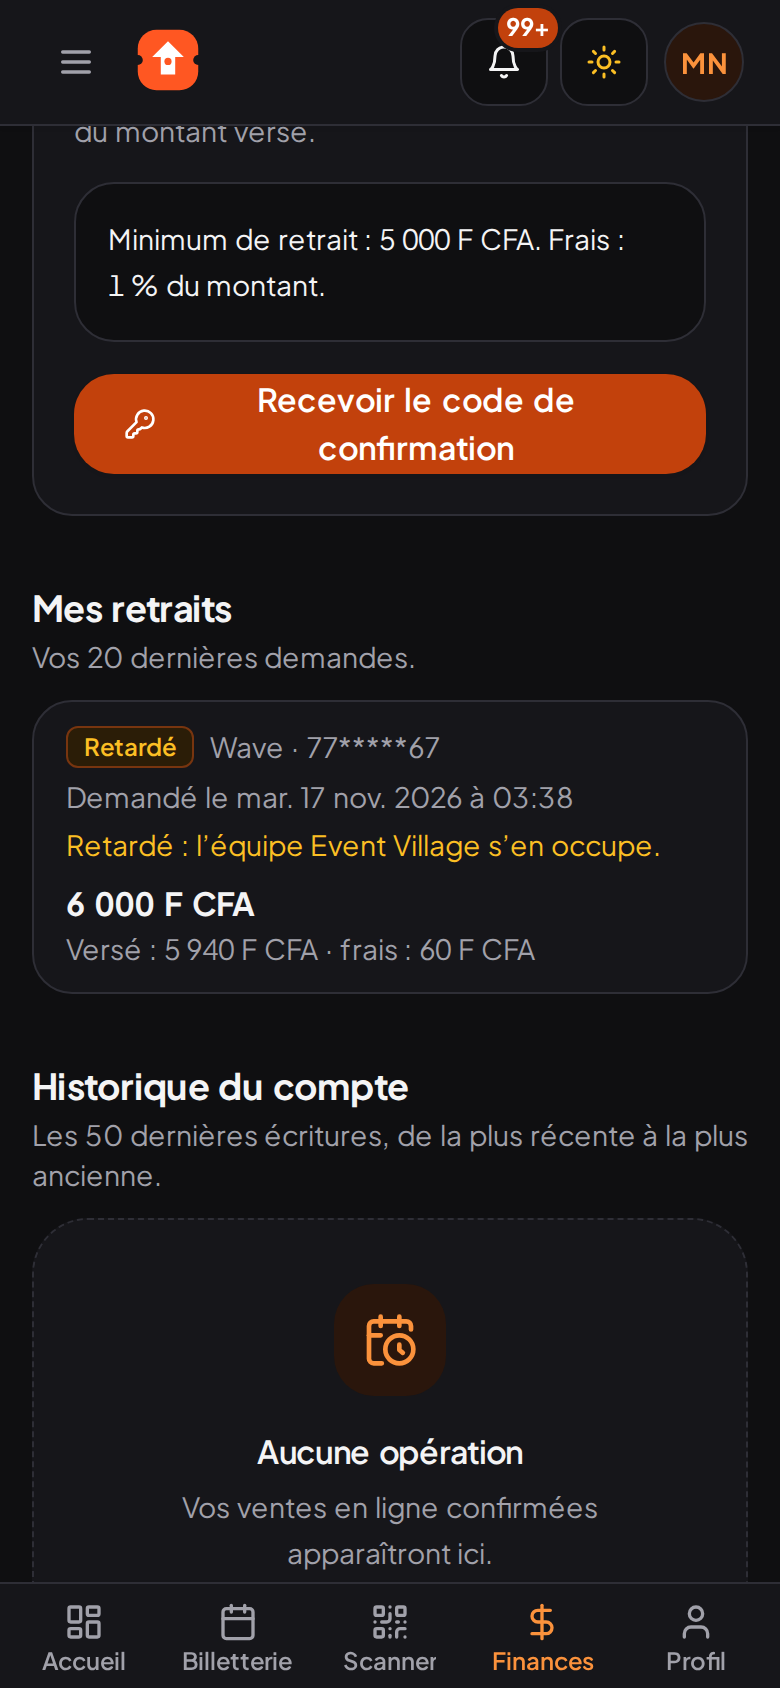 99+
MN
du montant versé.
Minimum de retrait : 5 000 F CFA. Frais :
1 % du montant.
Recevoir le code de
confirmation
Mes retraits
Vos 20 dernières demandes.
Retardé Wave · 77*****67
Demandé le mar. 17 nov. 2026 à 03:38
Retardé : l’équipe Event Village s’en occupe.
6 000 F CFA
Versé : 5 940 F CFA · frais : 60 F CFA
Historique du compte
Les 50 dernières écritures, de la plus récente à la plus
ancienne.
Aucune opération
Vos ventes en ligne confirmées
apparaîtront ici.
Accueil Billetterie Scanner Finances Profil